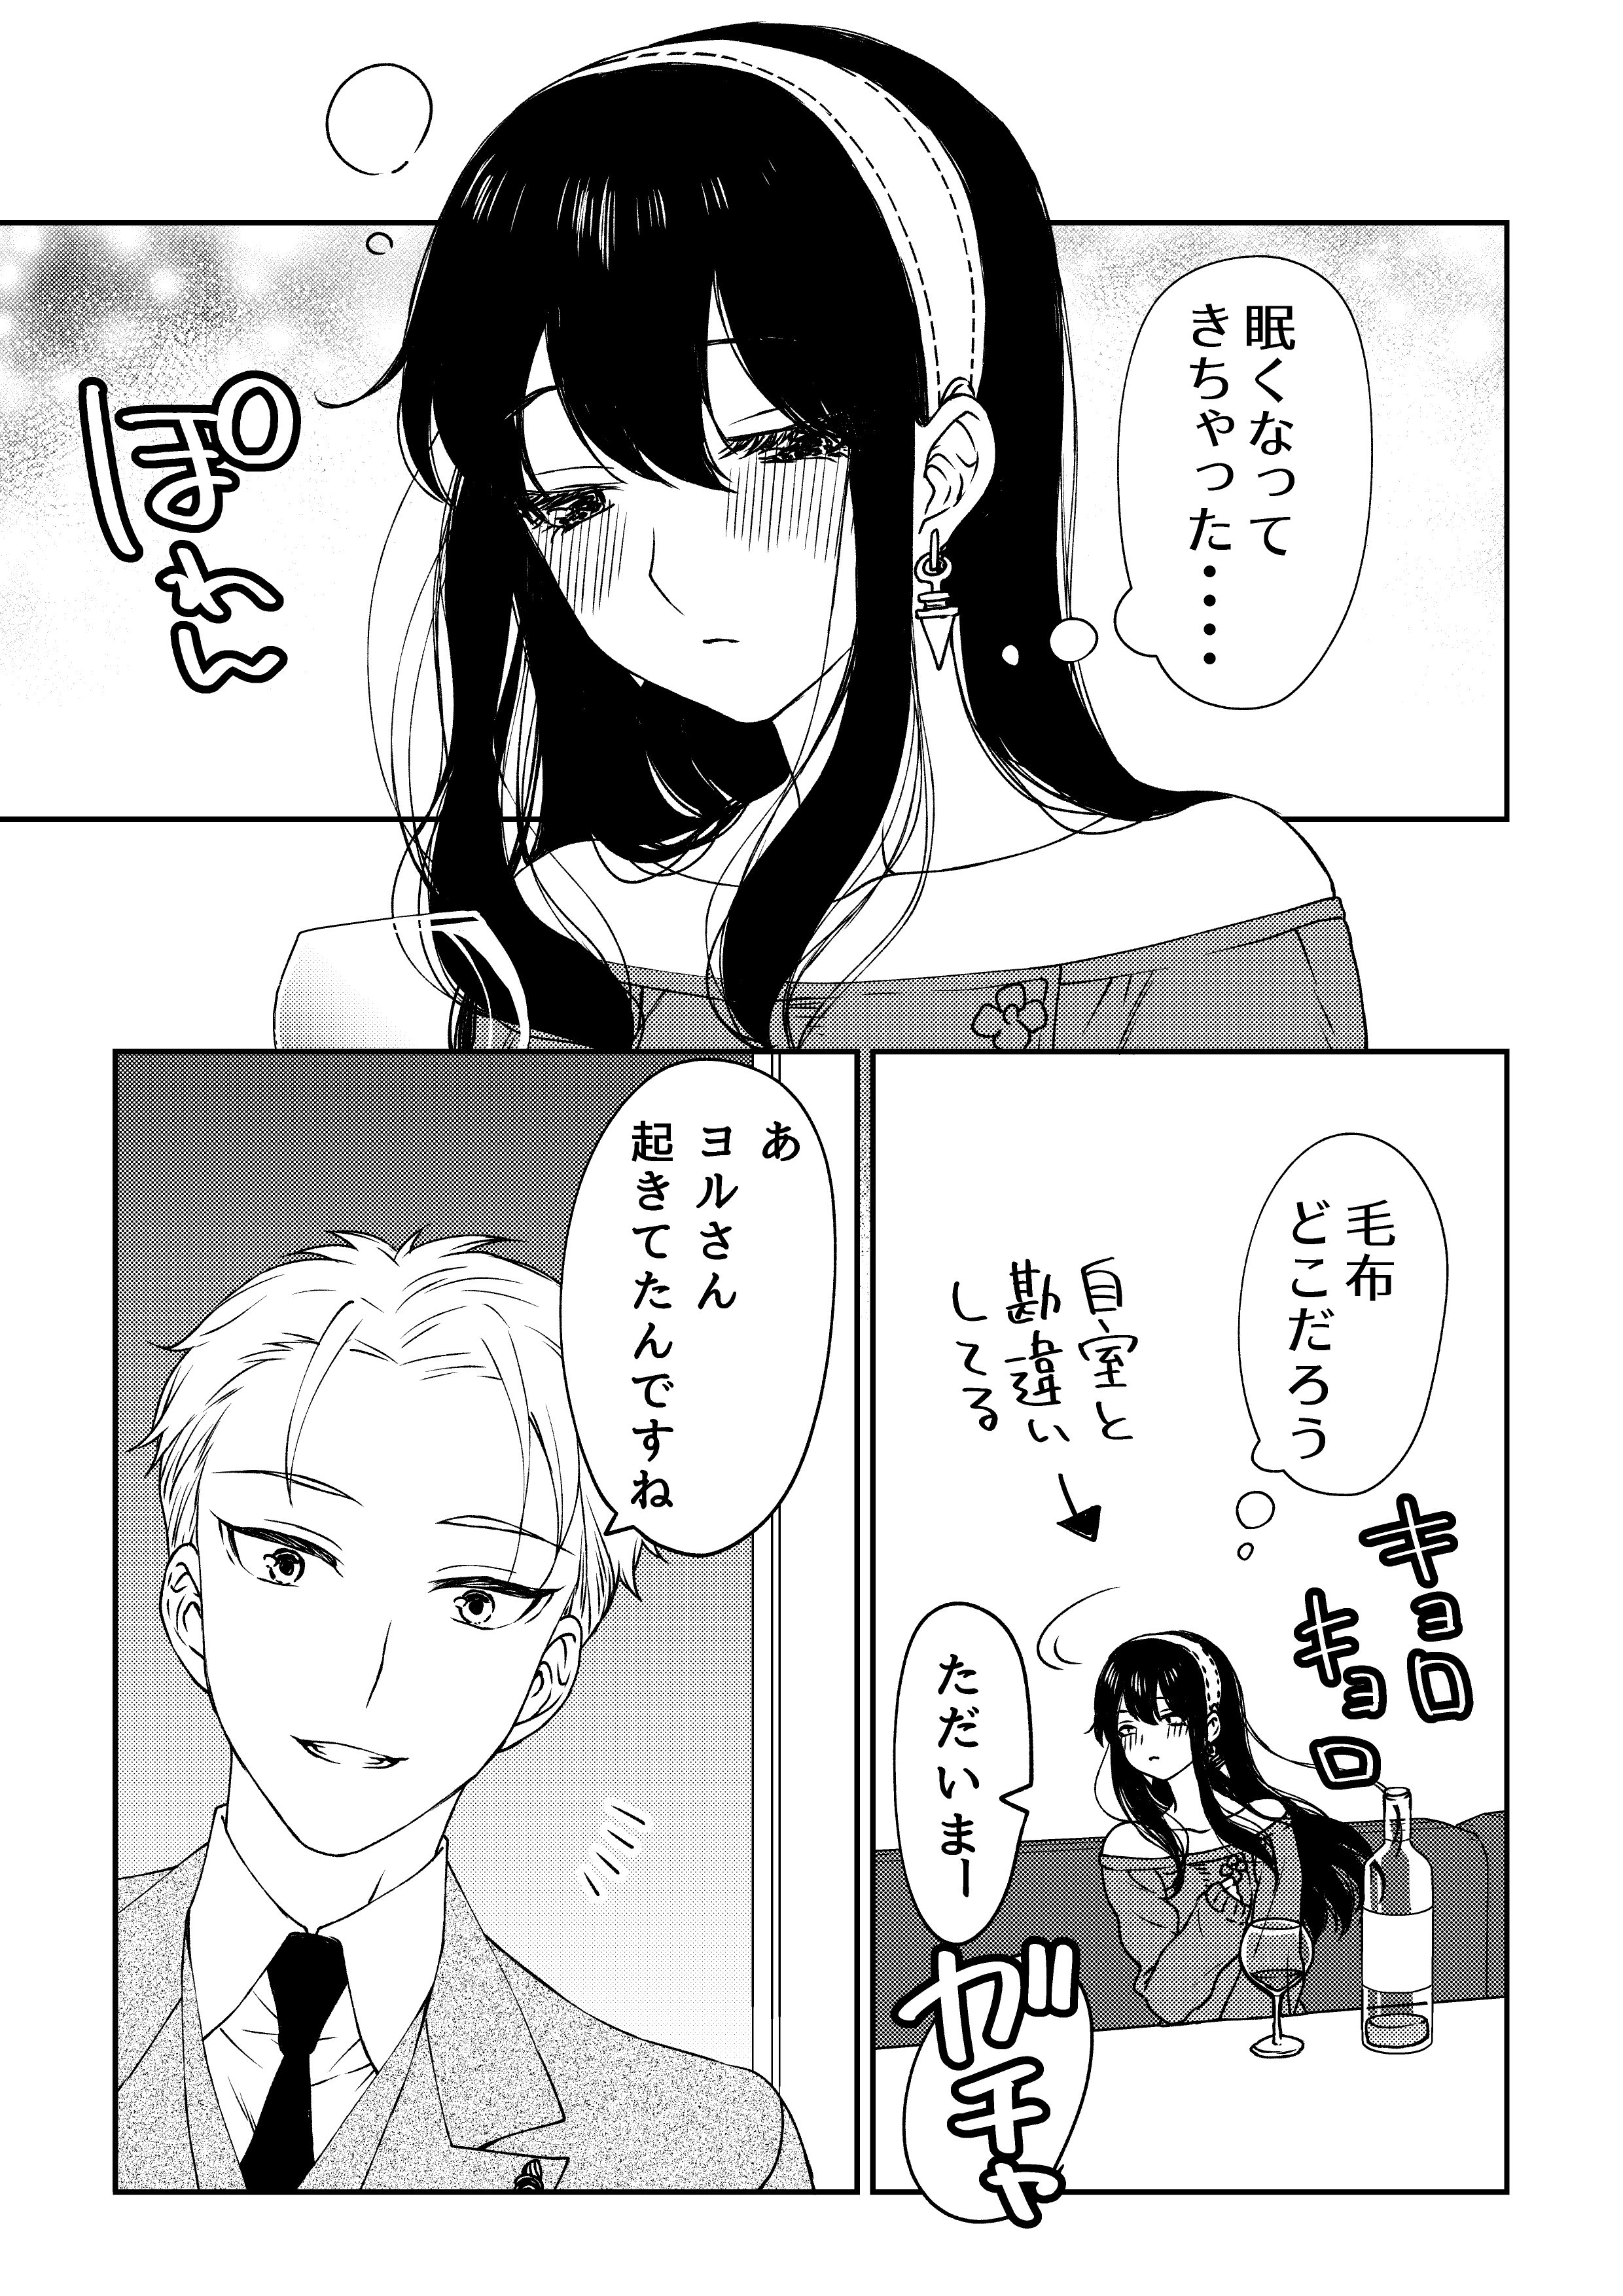 眠くなって
きちゃった・・・・
ぽわん
毛布
どこだろう
キョロ
キョロ
自室と
勘違い
してる
ただいまー
ガチャ
あ
ヨルさん
起きてたんですね